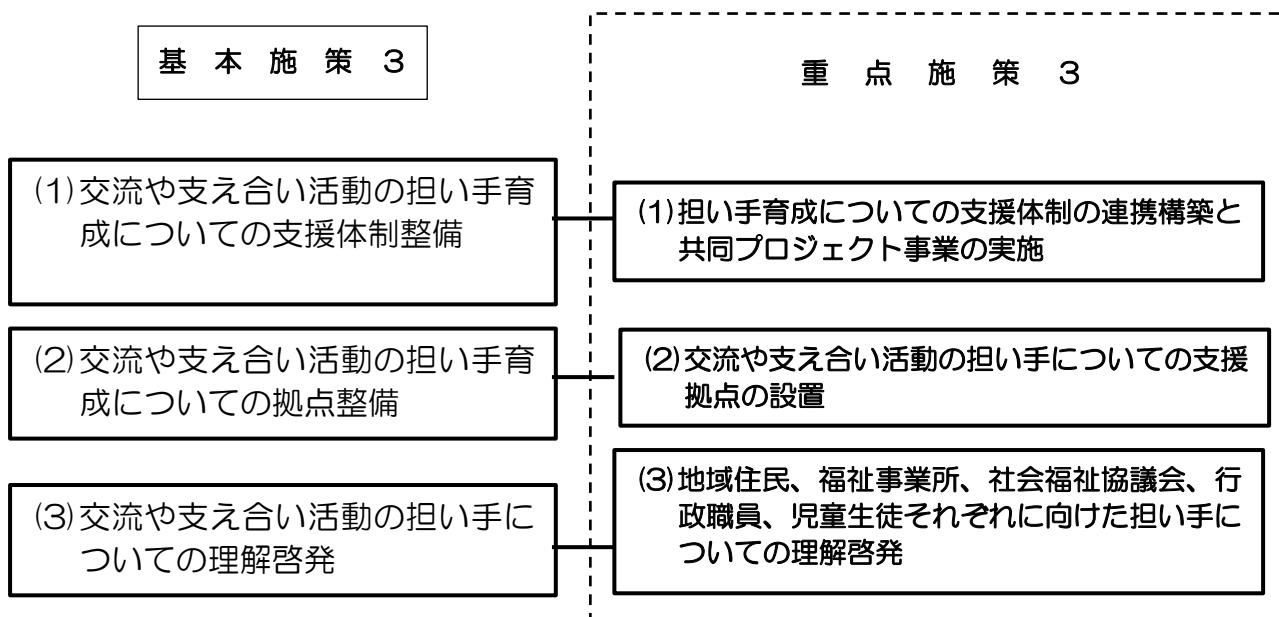 基本施策3
重点施策3
(1)交流や支え合い活動の担い手育
成についての支援体制整備
(1)担い手育成についての支援体制の連携構築と
共同プロジェクト事業の実施
(2)交流や支え合い活動の担い手育
成についての拠点整備
(2)交流や支え合い活動の担い手についての支援
拠点の設置
(3)交流や支え合い活動の担い手に
ついての理解啓発
(3)地域住民、福祉事業所、社会福祉協議会、行
政職員、児童生徒それぞれに向けた担い手に
ついての理解啓発